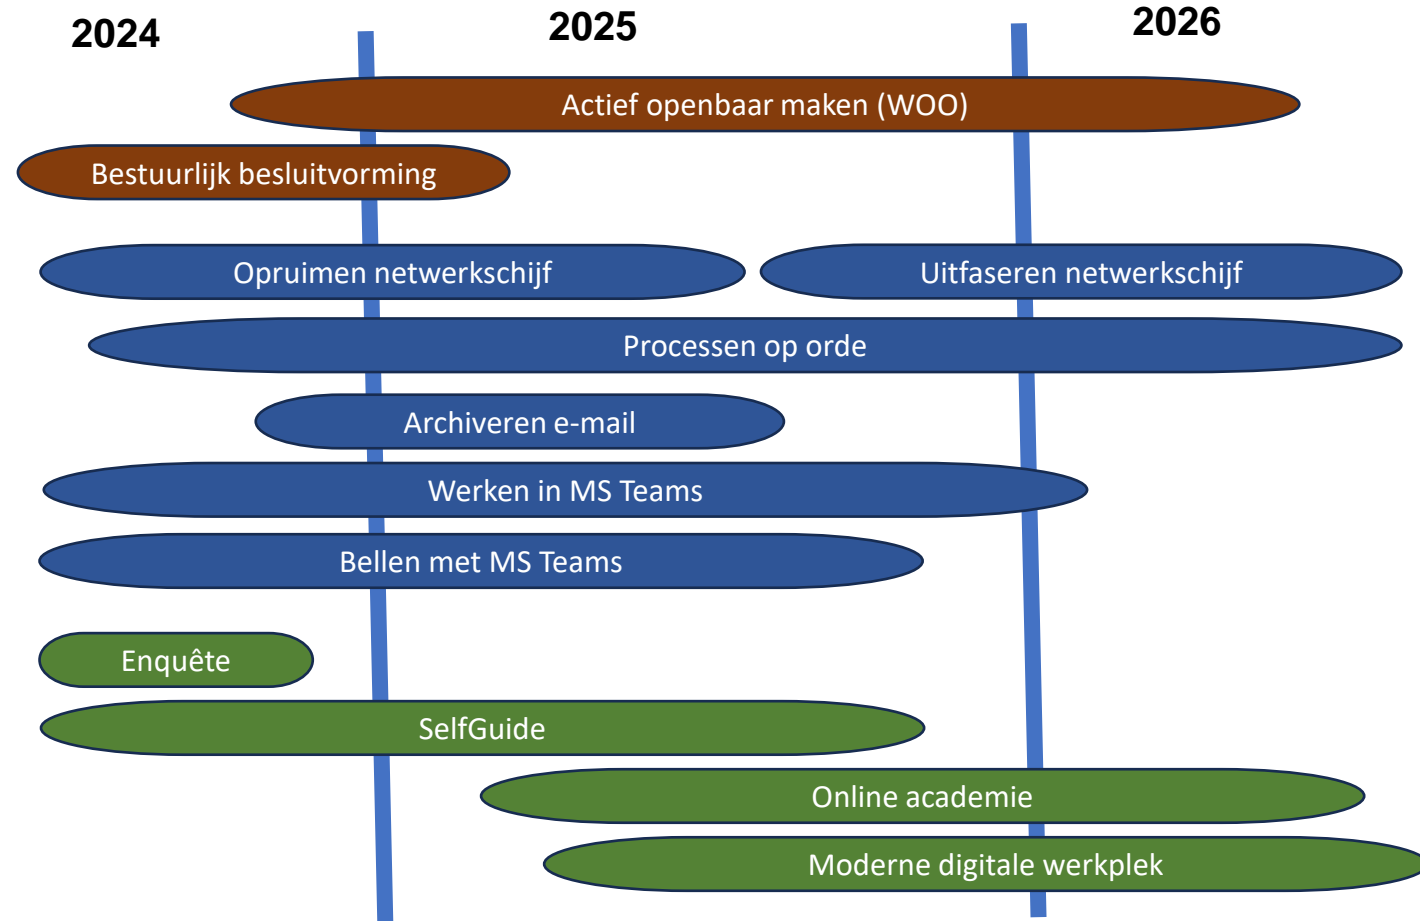 2024
2025
2026
Actief openbaar maken (WOO)
Bestuurlijk besluitvorming
Opruimen netwerkschijf
Uitfaseren netwerkschijf
Processen op orde
Archiveren e-mail
Werken in MS Teams
Bellen met MS Teams
Enquête
SelfGuide
Online academie
Moderne digitale werkplek